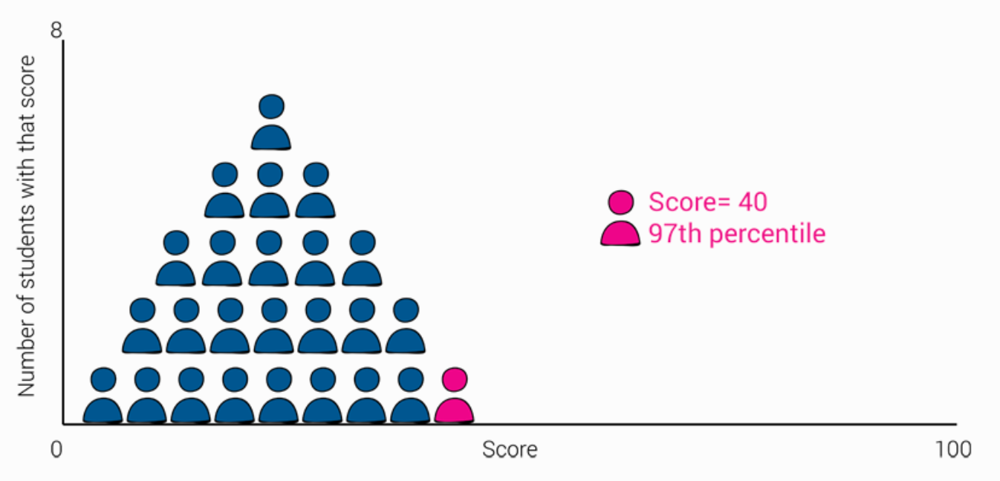 8
Number of students with that score
Score= 40
97th percentile
0
Score
100